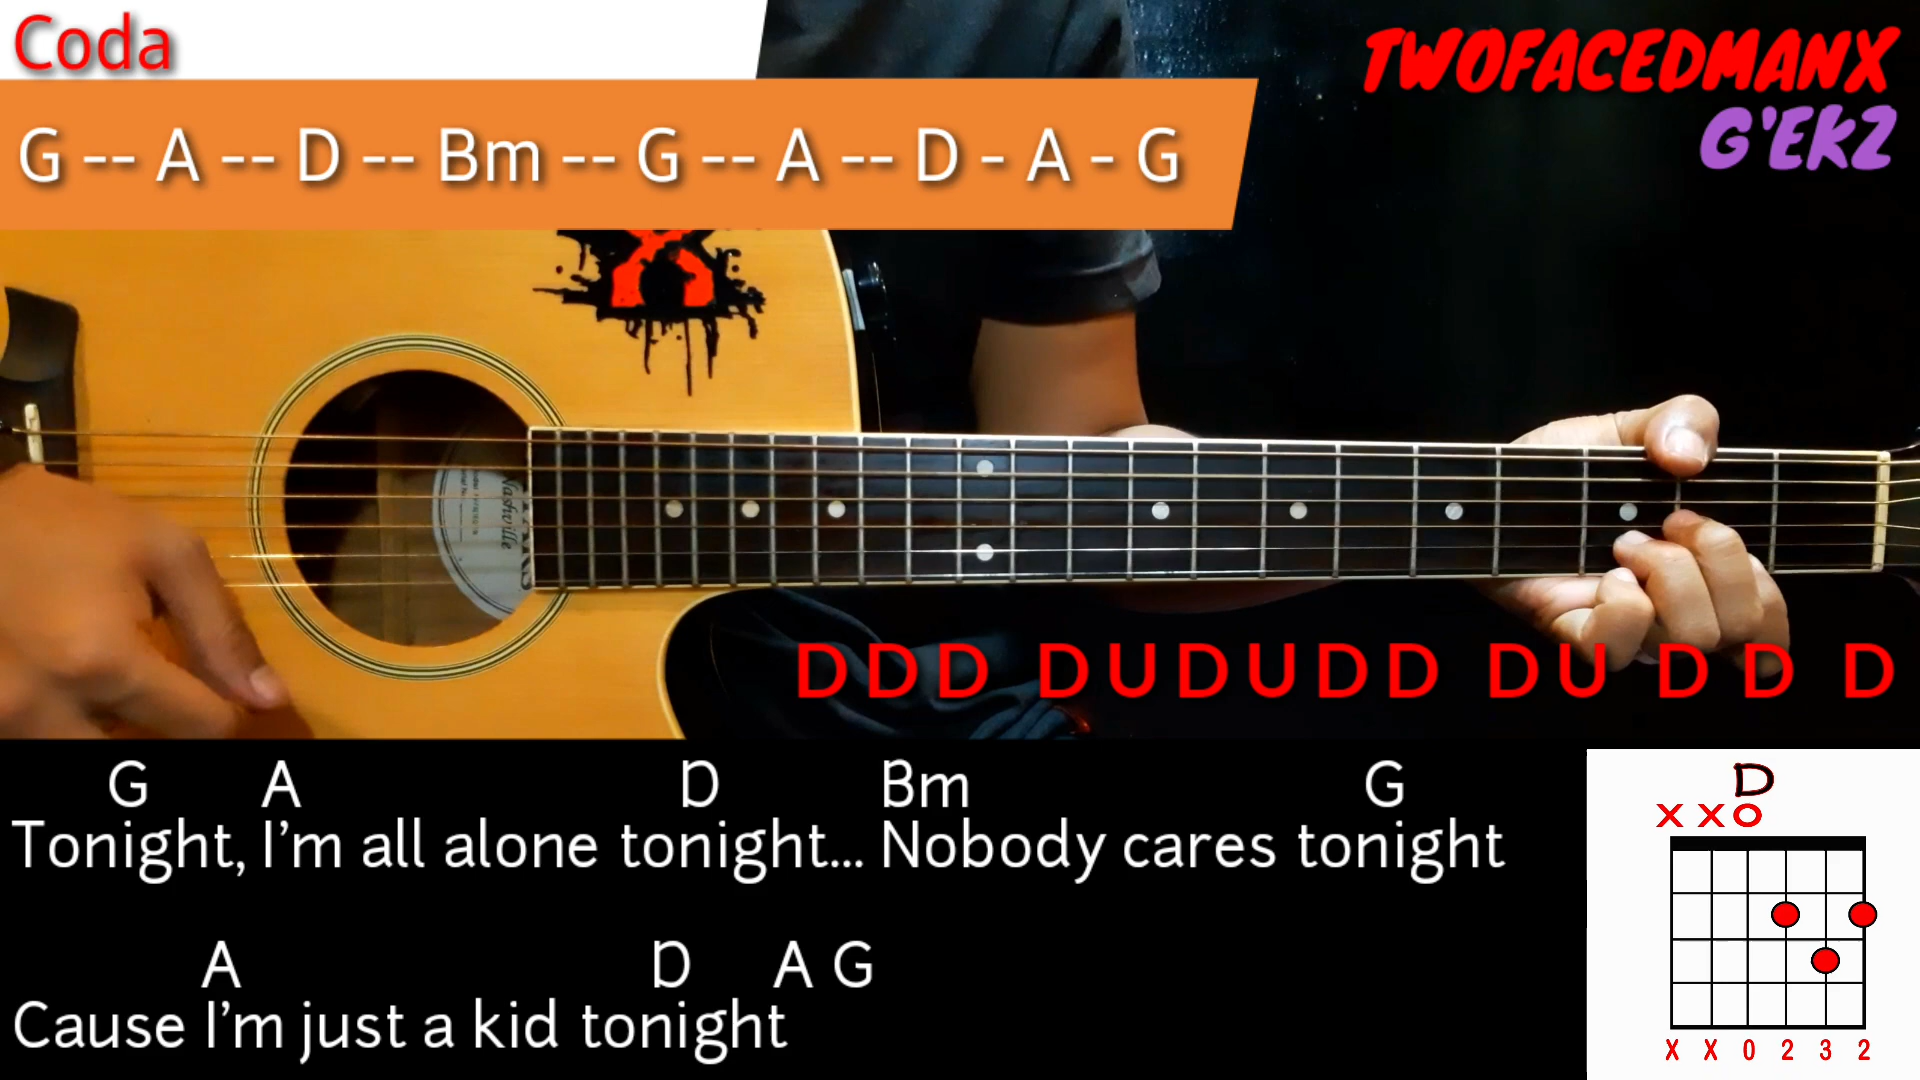 Coda
TWOFACEDMANX
G'EKZ
G -- A -- D -- Bm -- G -- A -- D - A - G
Nashville
D D D D U D U D D D U D D D
G A D Bm G
Tonight, I’m all alone tonight... Nobody cares tonight
A D A G
Cause I’m just a kid tonight
D
X X O
X X 0 2 3 2